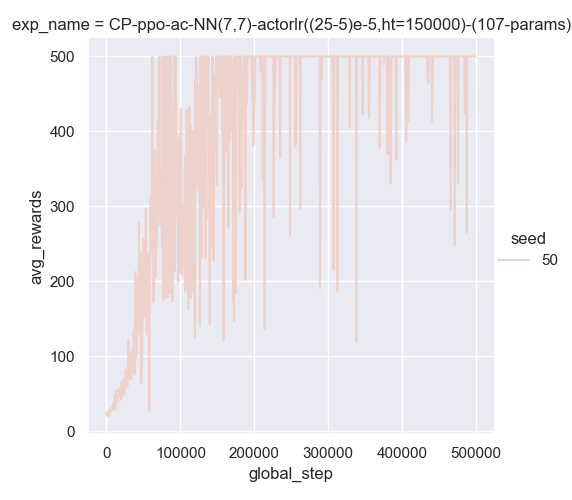 exp_name = CP-ppo-ac-NN(7,7)-actorlr((25-5)e-5,ht=150000)-(107-params)
500
400
300
200
100
0
avg_rewards
0 100000 200000 300000 400000 500000
global_step
seed
50